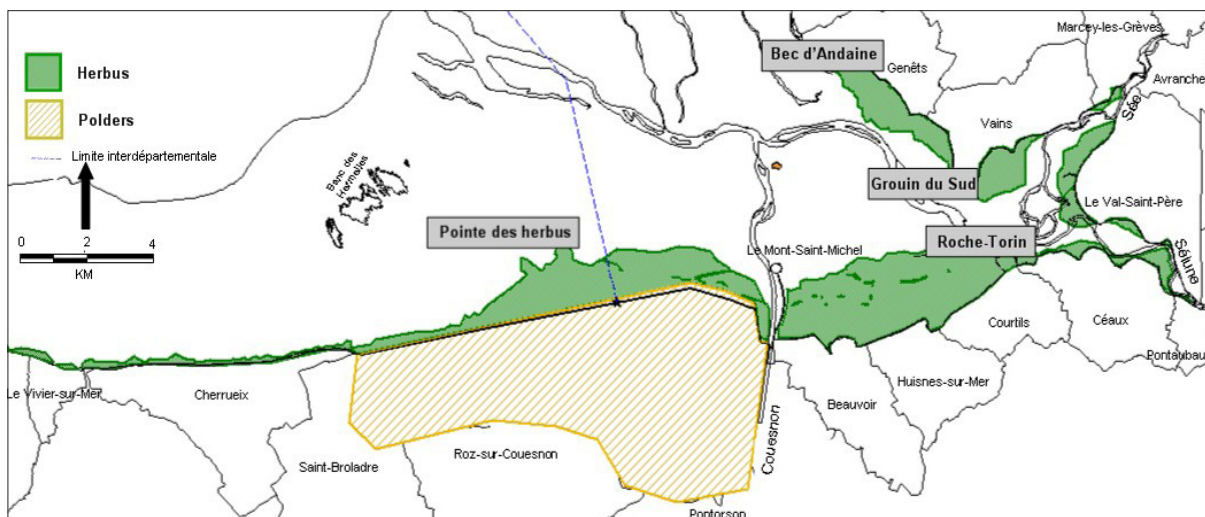 Herbus
Polders
Limite interdépartementale
0 2 4
KM
Banc des
Hermelles
Bec d'Andaine
Genêts
Marcey-les-Grèves
Avranche
Sée
Vains
Grouin du Sud
Le Val-Saint-Père
Pointe des herbus
Roche-Torin
Le Mont-Saint-Michel
Sélune
Courtils
Céaux
Pontaubau
Le Vivier-sur-Mer
Cherrueix
Huisnes-sur-Mer
Beauvoir
Couesnon
Saint-Broladre
Roz-sur-Couesnon
Pontorson